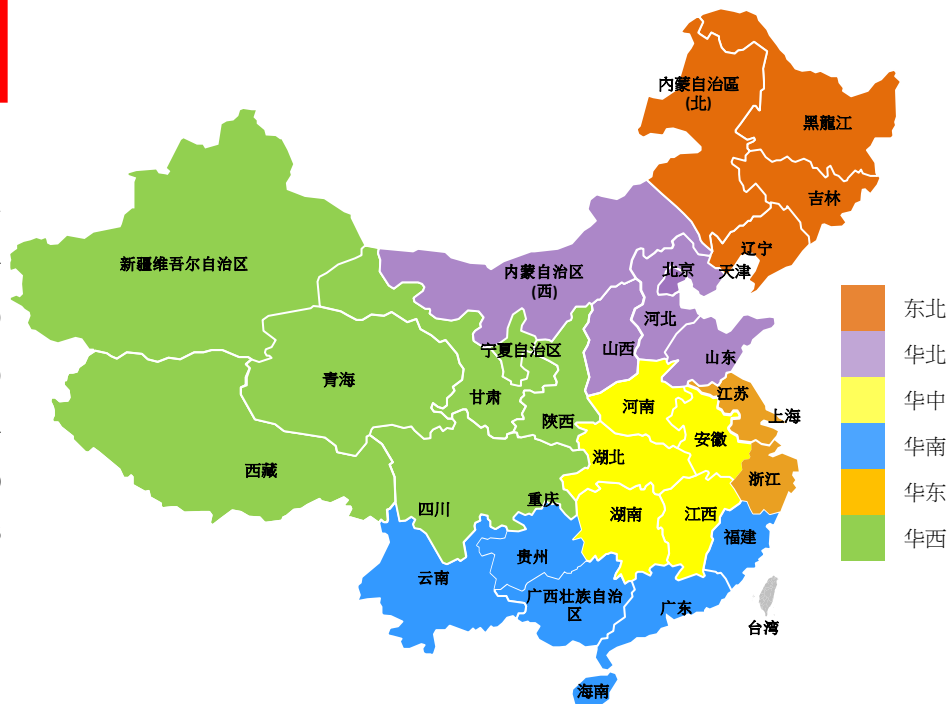 内蒙自治區
(北)
黑龍江
吉林
辽宁
天津
北京
新疆维吾尔自治区
内蒙自治区
(西)
河北
山西
山东
宁夏自治区
青海
甘肃
陕西
河南
江苏
上海
安徽
湖北
浙江
西藏
四川
重庆
湖南
江西
福建
云南
贵州
广西壮族自治
区
广东
台湾
海南
东北
华北
华中
华南
华东
华西